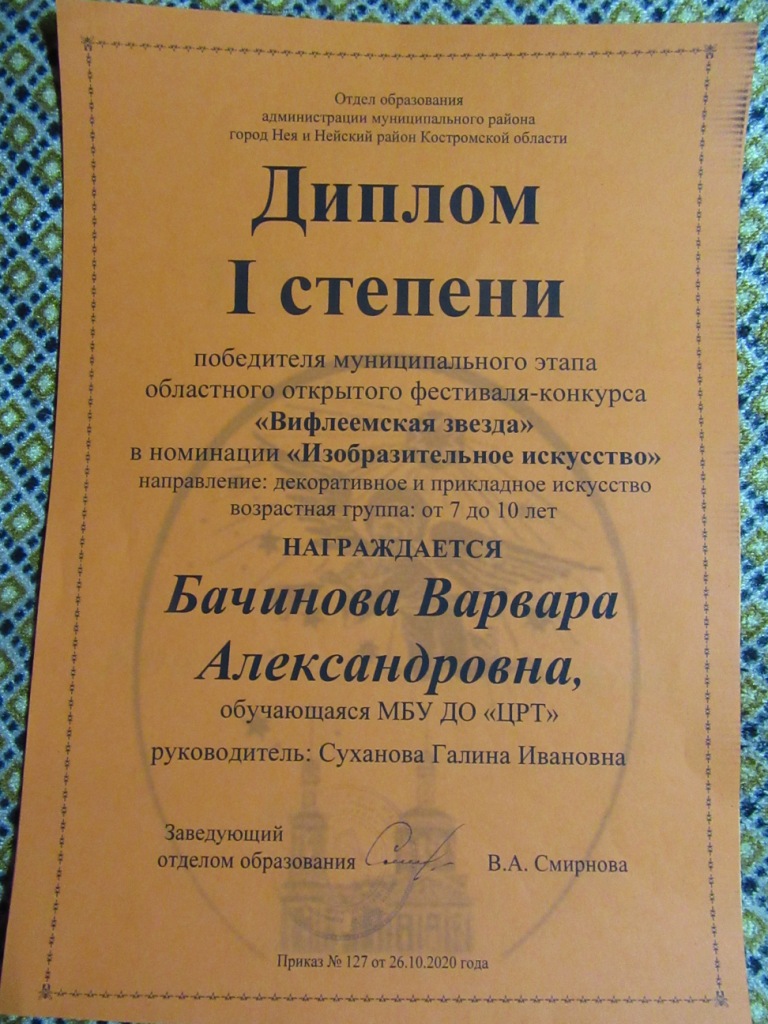 Отдел образования
администрации муниципального района
город Нея и Нейский район Костромской области
Диплом
I степени
победителя муниципального этапа
областного открытого фестиваля-конкурса
«Вифлеемская звезда»
в номинации «Изобразительное искусство»
направление: декоративное и прикладное искусство
возрастная группа: от 7 до 10 лет
НАГРАЖДАЕТСЯ
Бачинова Варвара
Александровна,
обучающаяся МБУ ДО «ЦРТ»
руководитель: Суханова Галина Ивановна
Заведующий
отделом образования В.А. Смирнова
Приказ № 127 от 26.10.2020 года